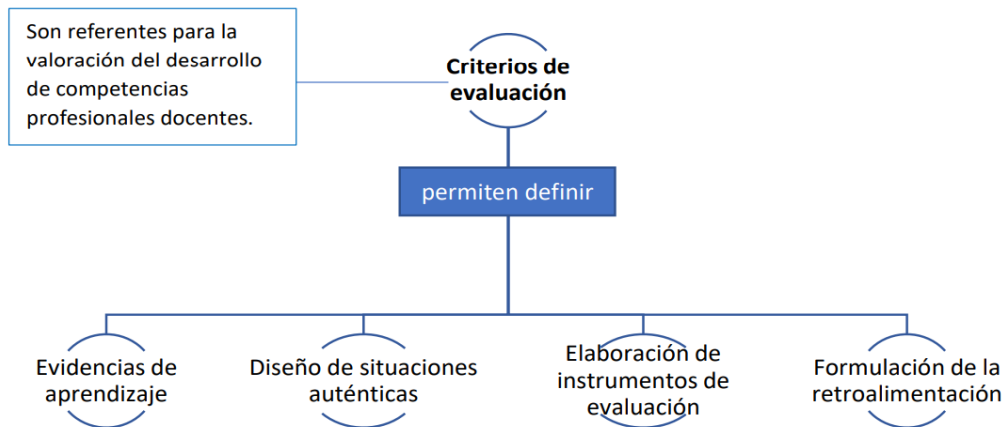 Son referentes para la
valoración del desarrollo
de competencias
profesionales docentes.
Criterios de
evaluación
permiten definir
Evidencias de
aprendizaje
Diseño de situaciones
auténticas
Elaboración de
instrumentos de
evaluación
Formulación de la
retroalimentación